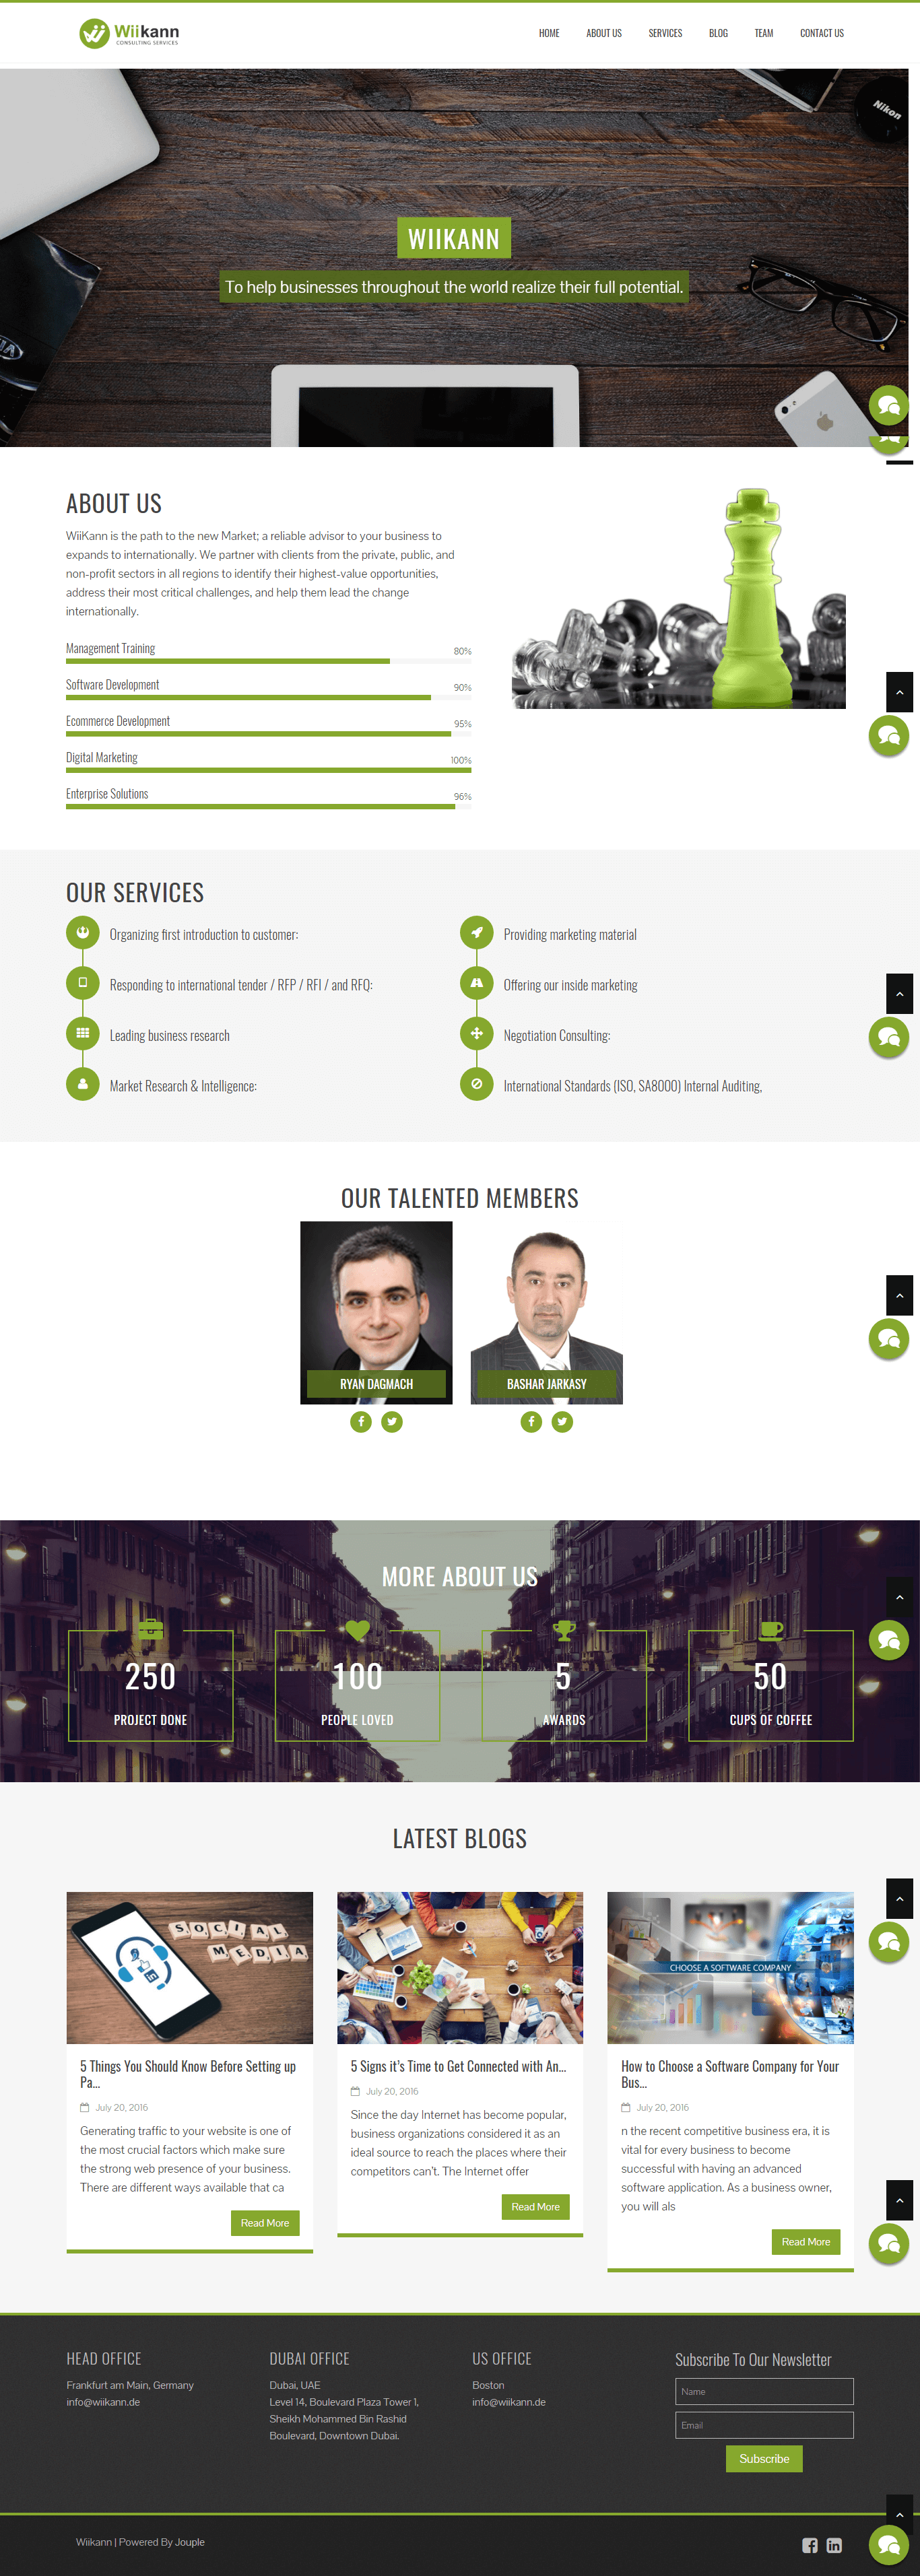 Wiikann
CONSULTING SERVICES
HOME
ABOUT US
SERVICES
BLOG
TEAM
CONTACT US
Nikon
WIIKANN
To help businesses throughout the world realize their full potential.
ABOUT US
WiiKann is the path to the new Market; a reliable advisor to your business to
expands to internationally. We partner with clients from the private, public, and
non-profit sectors in all regions to identify their highest-value opportunities,
address their most critical challenges, and help them lead the change
internationally.
Management Training
80%
Software Development
90%
Ecommerce Development
95%
Digital Marketing
100%
Enterprise Solutions
96%
OUR SERVICES
Organizing first introduction to customer:
Responding to international tender / RFP / RFI / and RFQ:
Leading business research
Market Research & Intelligence:
Providing marketing material
Offering our inside marketing
Negotiation Consulting:
International Standards (ISO, SA8000) Internal Auditing,
OUR TALENTED MEMBERS
RYAN DAGMACH
BASHAR JARKASY
MORE ABOUT US
250
PROJECT DONE
100
PEOPLE LOVED
5
AWARDS
50
CUPS OF COFFEE
LATEST BLOGS
SOCIAL
MEDIA
5 Things You Should Know Before Setting up
Pa...
July 20, 2016
Generating traffic to your website is one of
the most crucial factors which make sure
the strong web presence of your business.
There are different ways available that ca
Read More
5 Signs it's Time to Get Connected with An...
July 20, 2016
Since the day Internet has become popular,
business organizations considered it as an
ideal source to reach the places where their
competitors can't. The Internet offer
Read More
CHOOSE A SOFTWARE COMPANY
How to Choose a Software Company for Your
Bus...
July 20, 2016
n the recent competitive business era, it is
vital for every business to become
successful with having an advanced
software application. As a business owner,
you will als
Read More
HEAD OFFICE
Frankfurt am Main, Germany
info@wiikann.de
DUBAI OFFICE
Dubai, UAE
Level 14, Boulevard Plaza Tower 1,
Sheikh Mohammed Bin Rashid
Boulevard, Downtown Dubai.
US OFFICE
Boston
info@wiikann.de
Subscribe To Our Newsletter
Name
Email
Subscribe
Wiikann | Powered By Jouple